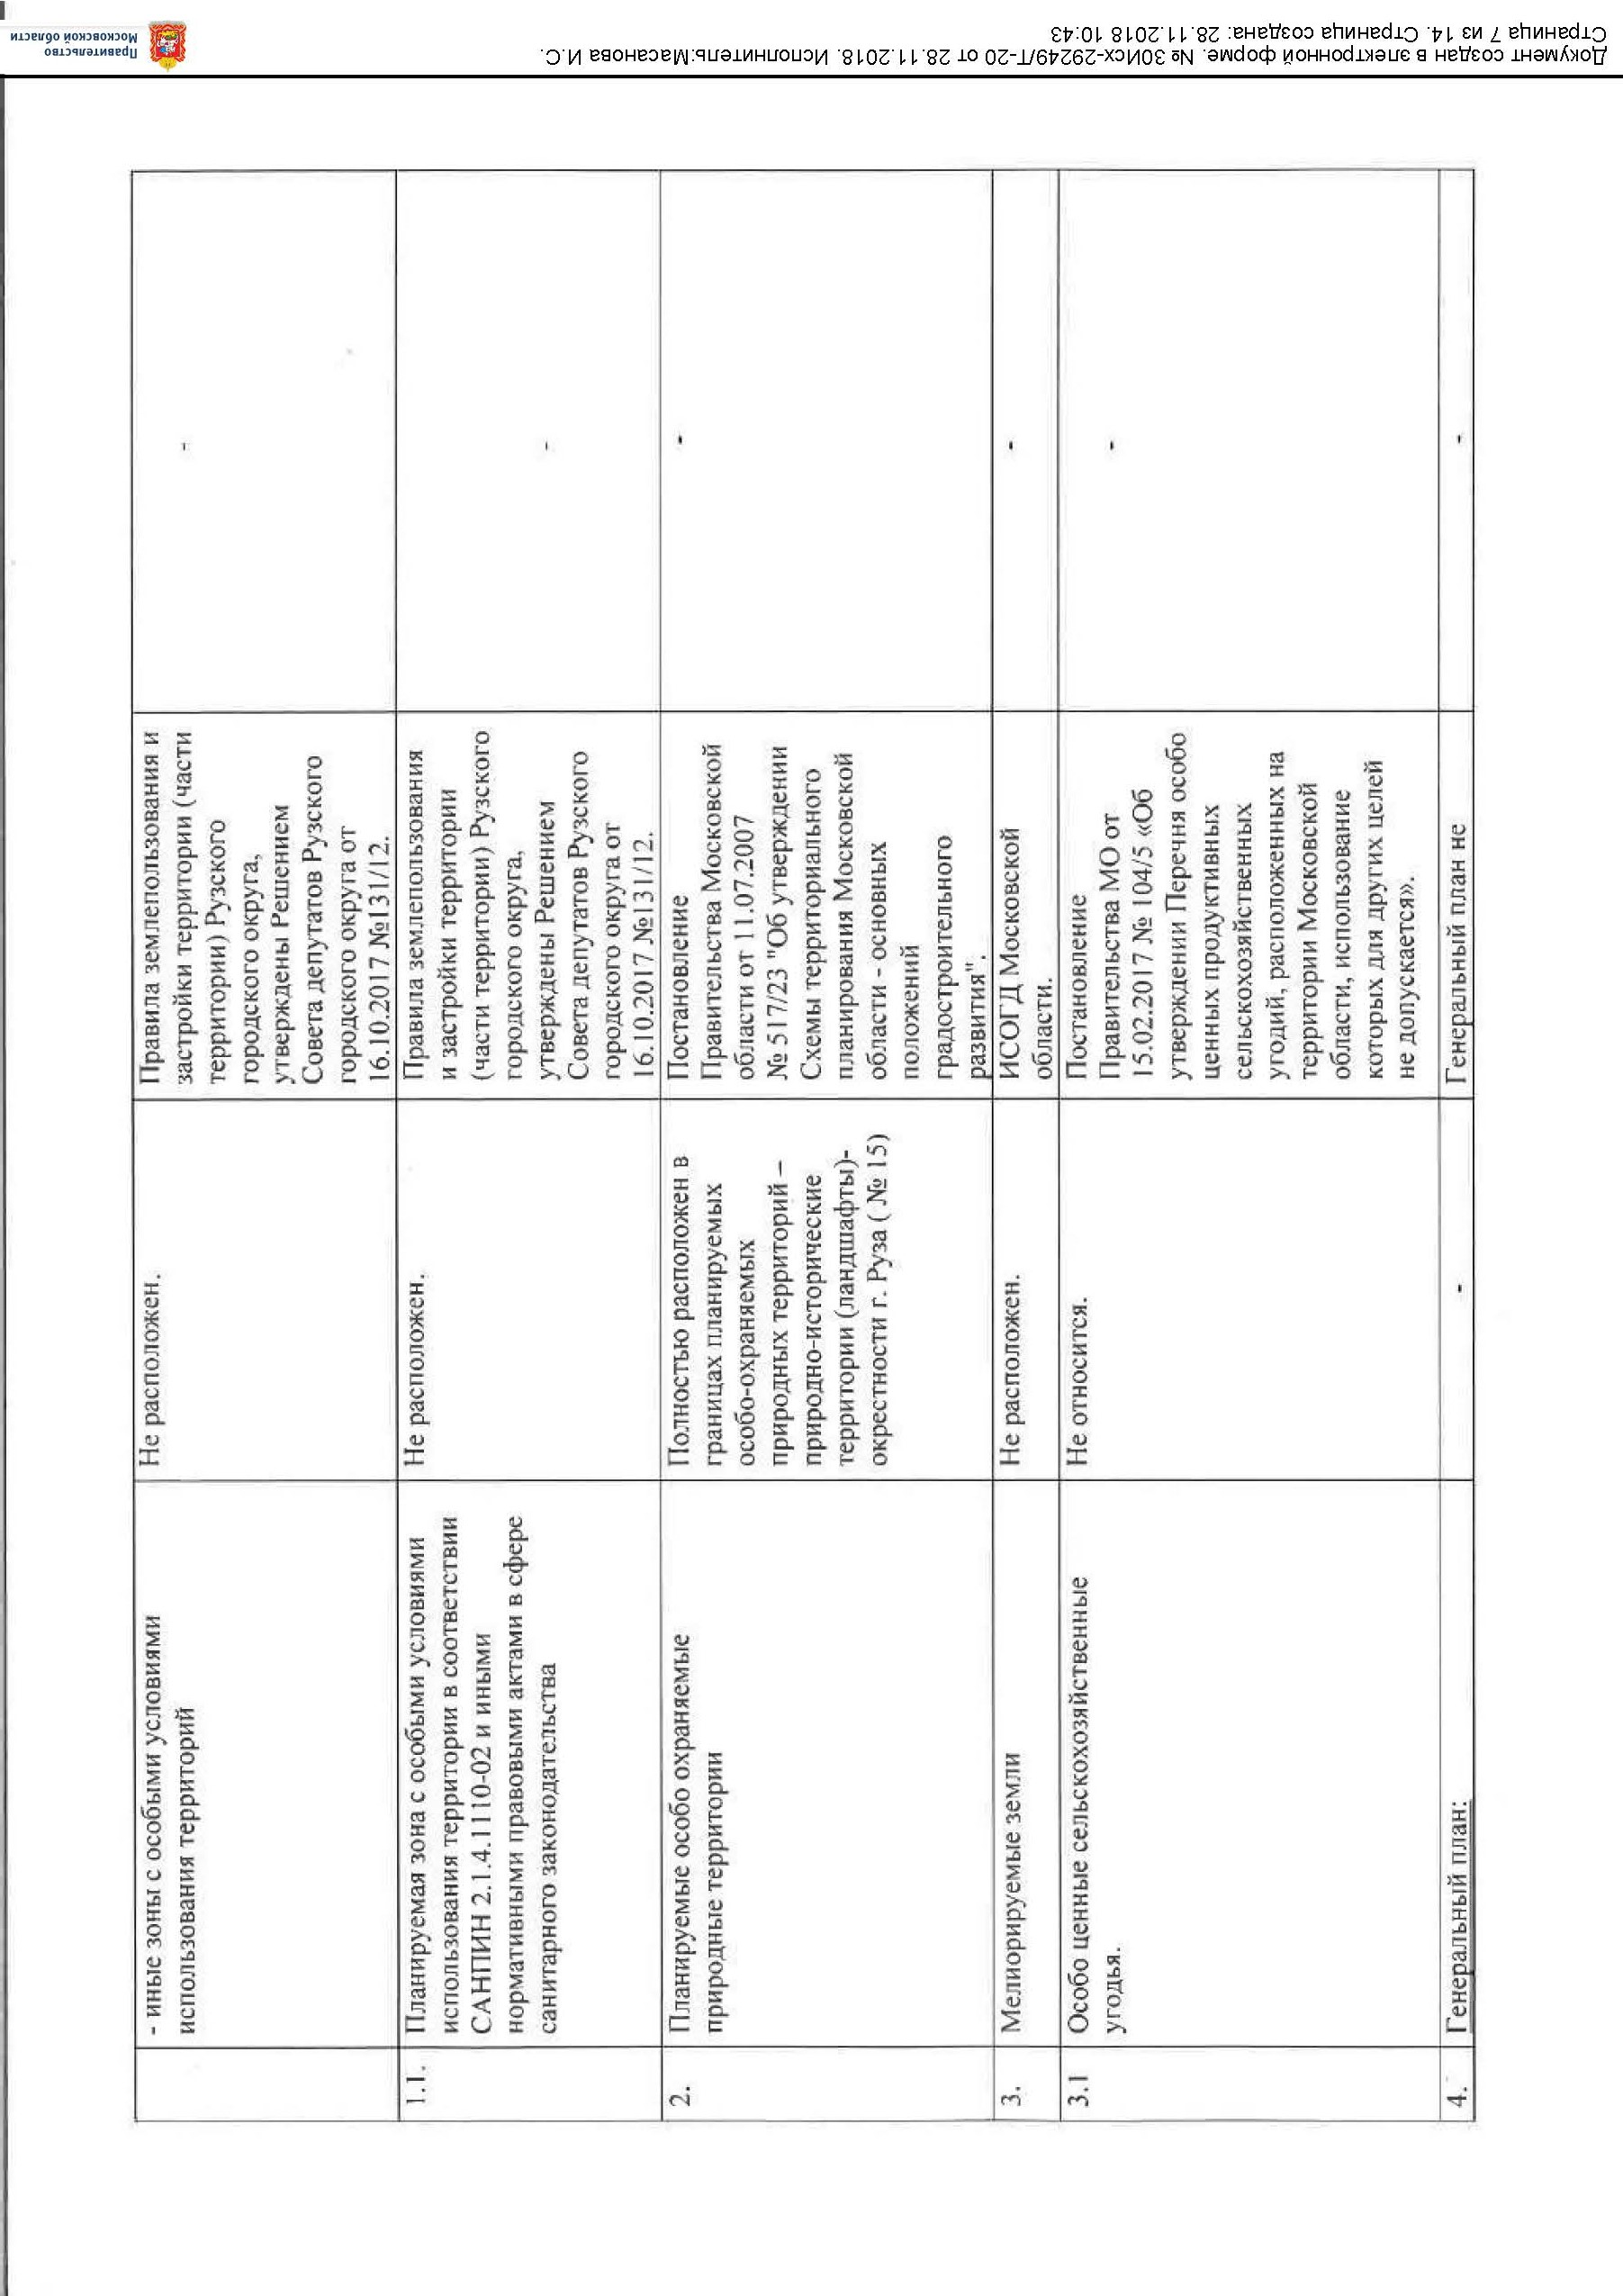 Документ создан в электронной форме. № 30Исх-29249/Т-20 от 28.11.2018. Исполнитель:Масанова И.С.
Страница 7 из 14. Страница создана: 28.11.2018 10:43
Правительство
Московской области
- иные зоны с особыми условиями
использования территорий
Не расположен.
Правила землепользования и
застройки территории (части
территории) Рузского
городского округа,
утверждены Решением
Совета депутатов Рузского
городского округа от
16.10.2017 №131/12.
-
1.1.
Планируемая зона с особыми условиями
использования территории в соответствии
САНПИН 2.1.4.1110-02 и иными
нормативными правовыми актами в сфере
санитарного законодательства
Не расположен.
Правила землепользования
и застройки территории
(части территории) Рузского
городского округа,
утверждены Решением
Совета депутатов Рузского
городского округа от
16.10.2017 №131/12.
-
2.
Планируемые особо охраняемые
природные территории
Полностью расположен в
границах планируемых
особо-охраняемых
природных территорий –
природно-исторические
территории (ландшафты)-
окрестности г. Руза ( № 15)
Постановление
Правительства Московской
области от 11.07.2007
№ 517/23 "Об утверждении
Схемы территориального
планирования Московской
области - основных
положений
градостроительного
развития".
-
3.
Мелиорируемые земли
Не расположен.
ИСОГД Московской
области.
-
3.1
Особо ценные сельскохозяйственные
угодья.
Не относится.
Постановление
Правительства МО от
15.02.2017 № 104/5 «Об
утверждении Перечня особо
ценных продуктивных
сельскохозяйственных
угодий, расположенных на
территории Московской
области, использование
которых для других целей
не допускается».
-
4.
Генеральный план:
-
Генеральный план не
-